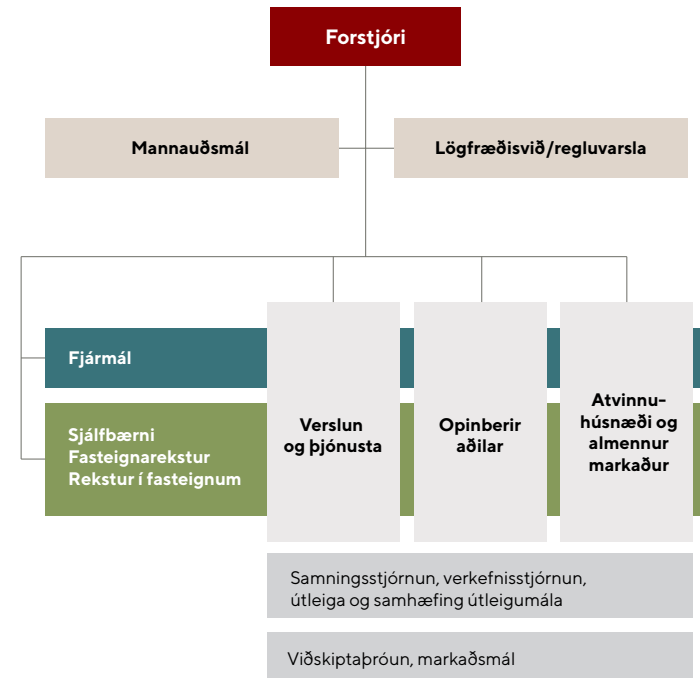 Forstjóri
Mannauðsmál
Lögfræðisvið/regluvarsla
Fjármál
Sjálfbærni
Fasteignarekstur
Rekstur í fasteignum
Verslun
og þjónusta
Opinberir
aðilar
Atvinnu-
húsnæði og
almennur
markaður
Samningsstjórnun, verkefnisstjórnun,
útleiga og samhæfing útleigumála
Viðskiptaþróun, markaðsmál